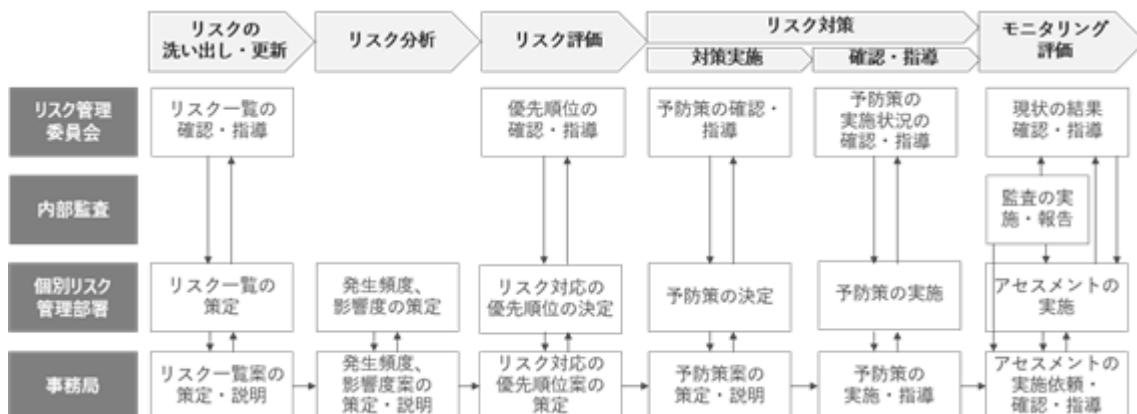 リスクの
洗い出し・更新
リスク分析
リスク評価
リスク対策
対策実施
確認・指導
モニタリング
評価
リスク管理
委員会
リスク一覧の
確認・指導
優先順位の
確認・指導
予防策の確認・
指導
予防策の
実施状況の
確認・指導
現状の結果
確認・指導
内部監査
監査の実
施・報告
個別リスク
管理部署
リスク一覧の
策定
発生頻度、
影響度の策定
リスク対応の
優先順位の決定
予防策の決定
予防策の実施
アセスメントの
実施
事務局
リスク一覧案の
策定・説明
発生頻度、
影響度案の
策定・説明
リスク対応の
優先順位案の
策定
予防策案の
策定・説明
予防策の
実施・指導
アセスメントの
実施依頼・
確認・指導